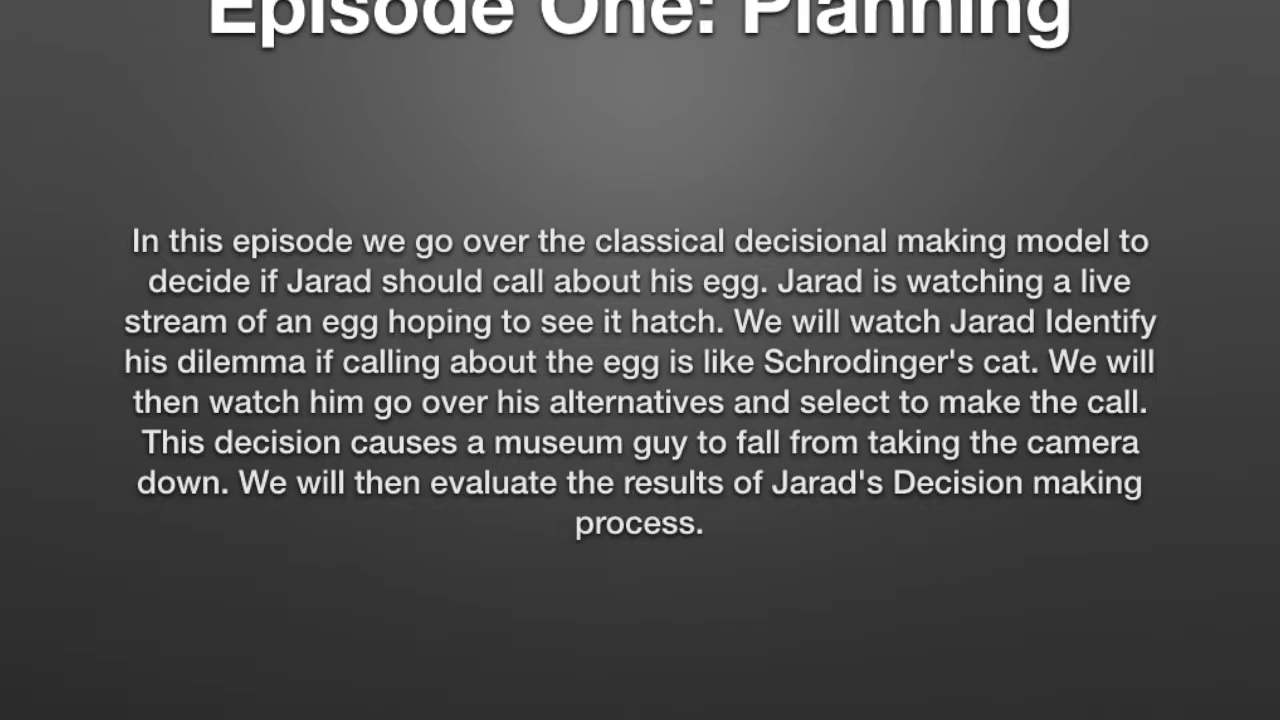 Episode One: Planning
In this episode we go over the classical decisional making model to
decide if Jarad should call about his egg. Jarad is watching a live
stream of an egg hoping to see it hatch. We will watch Jarad Identify
his dilemma if calling about the egg is like Schrodinger's cat. We will
then watch him go over his alternatives and select to make the call.
This decision causes a museum guy to fall from taking the camera
down. We will then evaluate the results of Jarad's Decision making
process.